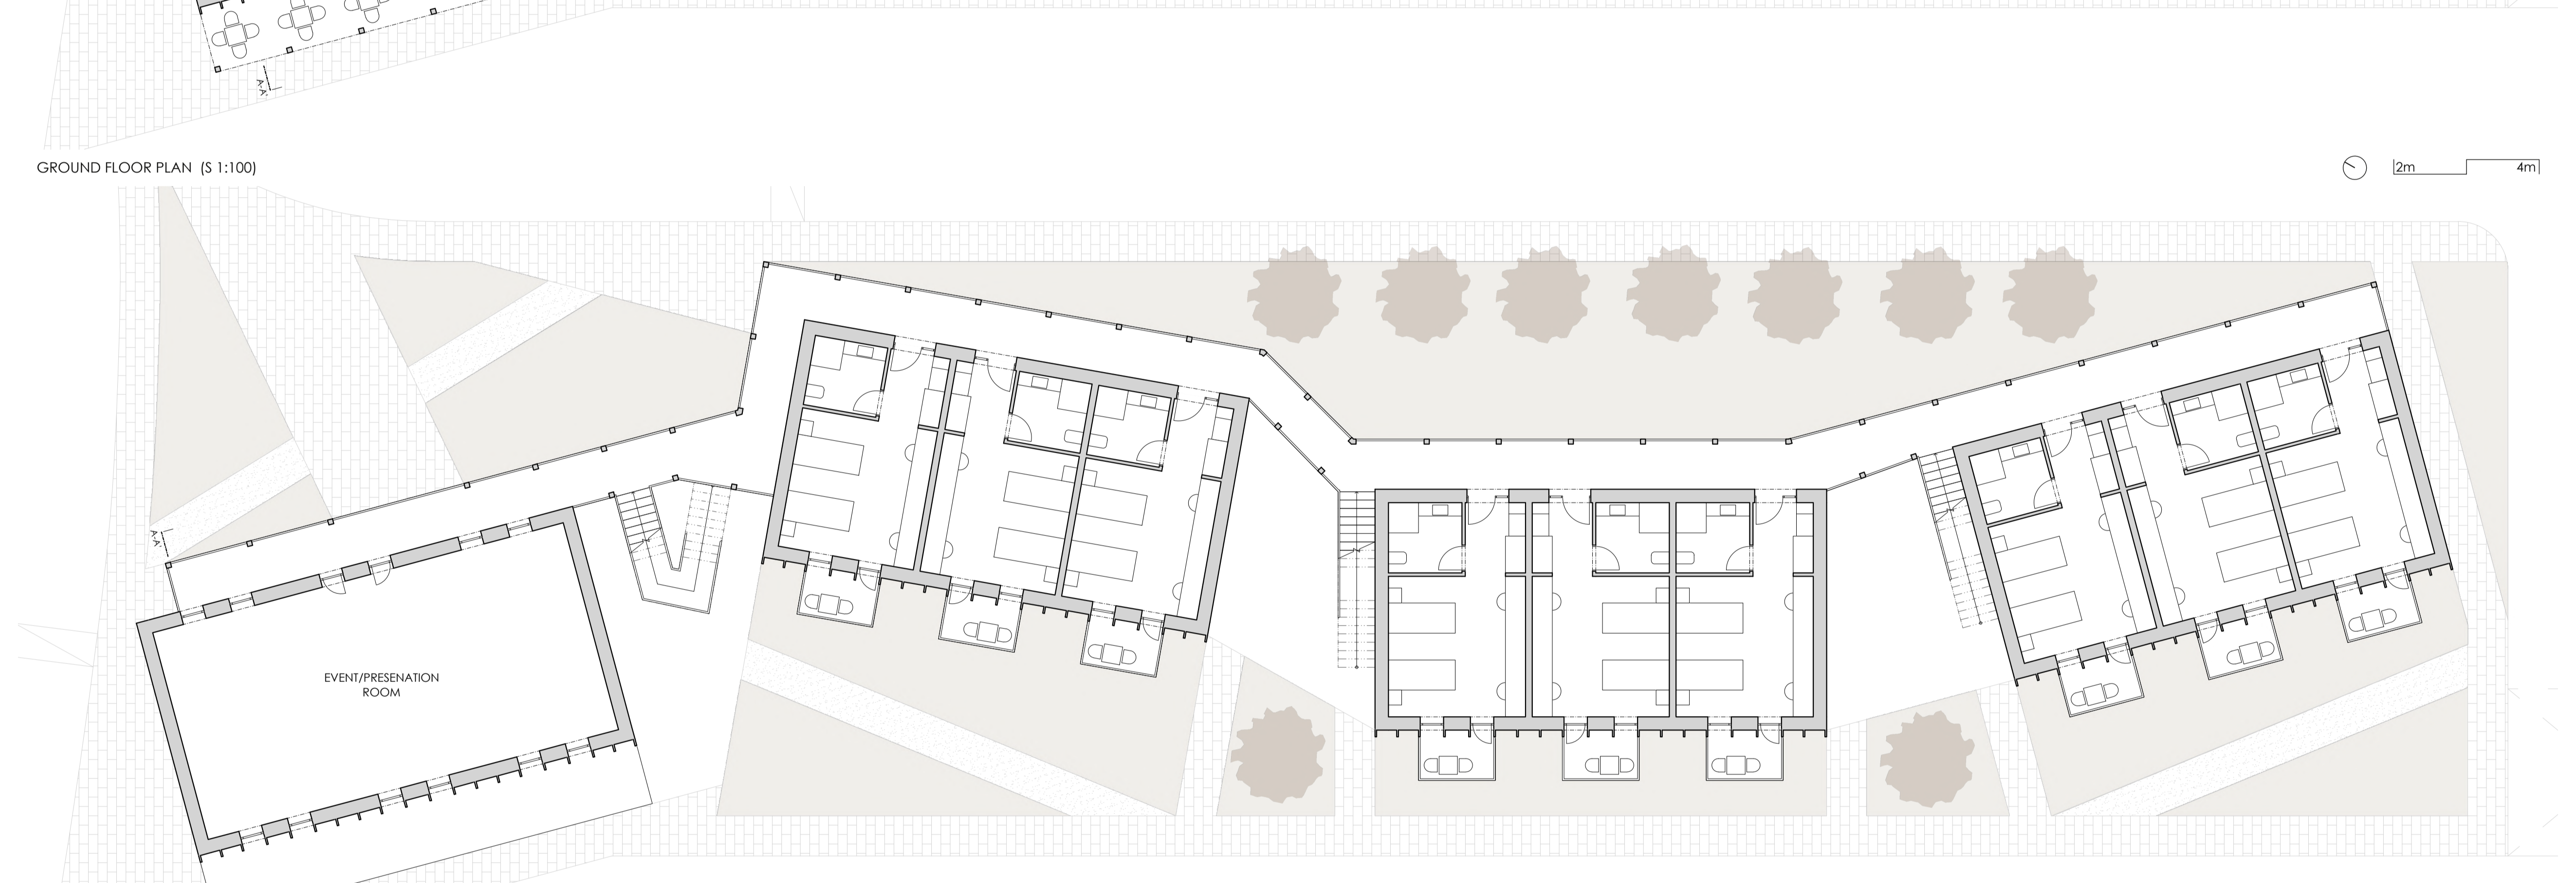 A-A'
GROUND FLOOR PLAN (S 1:100)
2m
4m
A-A'
EVENT/PRESENATION
ROOM